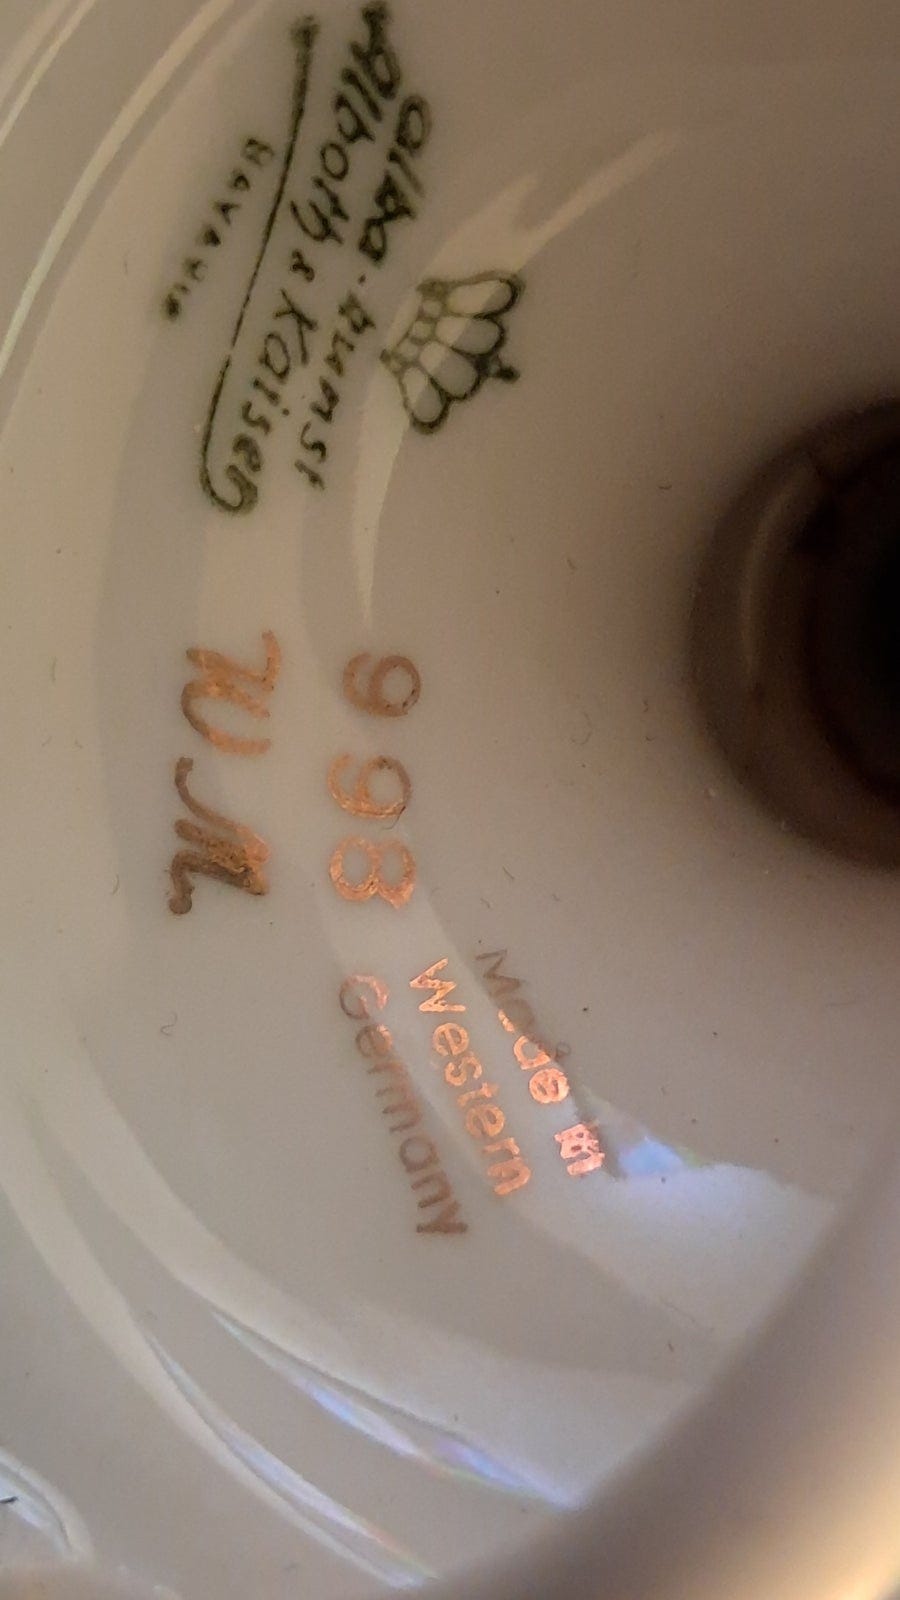 alka-kunst
Alboth & Kaiser
BAVARIA
998
Made in
Western
Germany